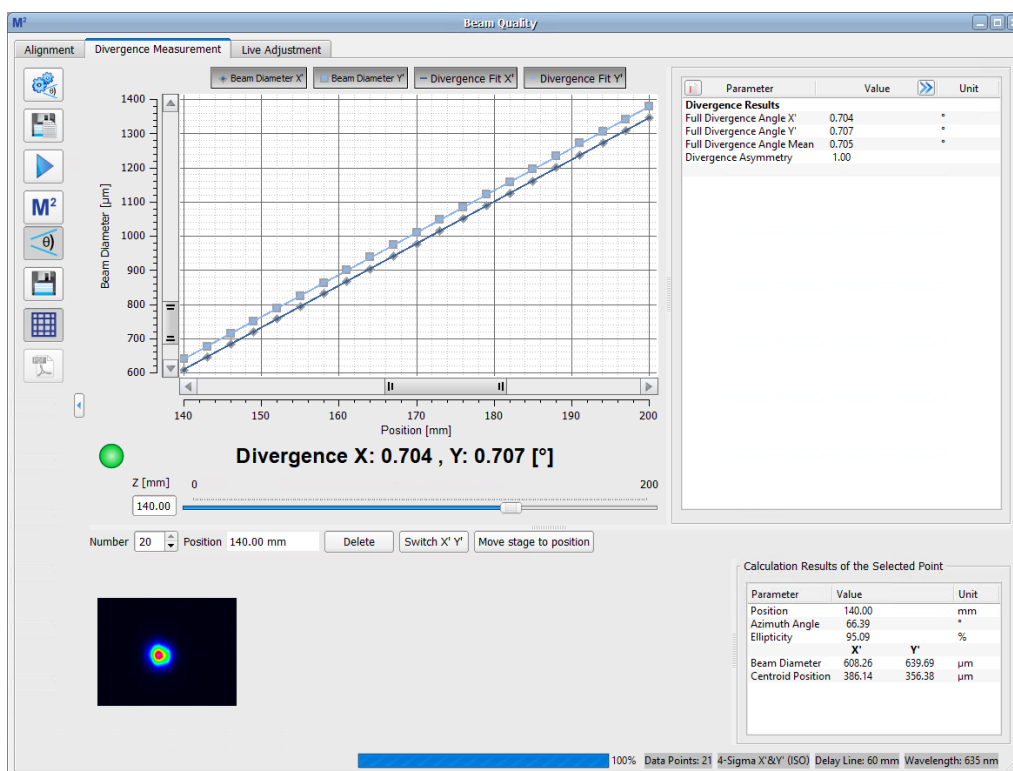 M² Beam Quality
Alignment Divergence Measurement Live Adjustment
Beam Diameter X' Beam Diameter Y' Divergence Fit X' Divergence Fit Y'
1400
1300
1200
1100
1000
900
800
700
600
Beam Diameter [µm]
140 150 160 170 180 190 200
Position [mm]
M²
θ)
Divergence X: 0.704 , Y: 0.707 [°]
Z [mm] 0 200
140.00
Parameter Value Unit
Divergence Results
Full Divergence Angle X' 0.704 °
Full Divergence Angle Y' 0.707 °
Full Divergence Angle Mean 0.705 °
Divergence Asymmetry 1.00
Number 20 Position 140.00 mm Delete Switch X' Y' Move stage to position
Calculation Results of the Selected Point
Parameter Value Unit
Position 140.00 mm
Azimuth Angle 66.39 °
Ellipticity 95.09 %
X' Y'
Beam Diameter 608.26 639.69 µm
Centroid Position 386.14 356.38 µm
100% Data Points: 21 4-Sigma X'&Y' (ISO) Delay Line: 60 mm Wavelength: 635 nm